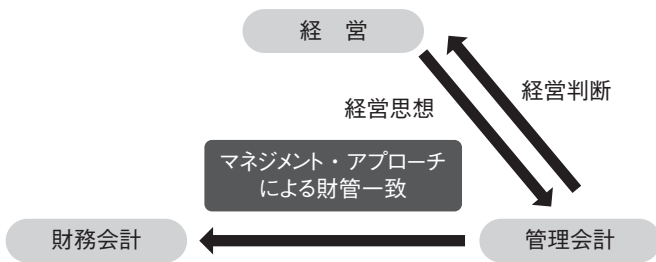 経　営
経営判断
経営思想
マネジメント・アプローチ
による財管一致
財務会計
管理会計